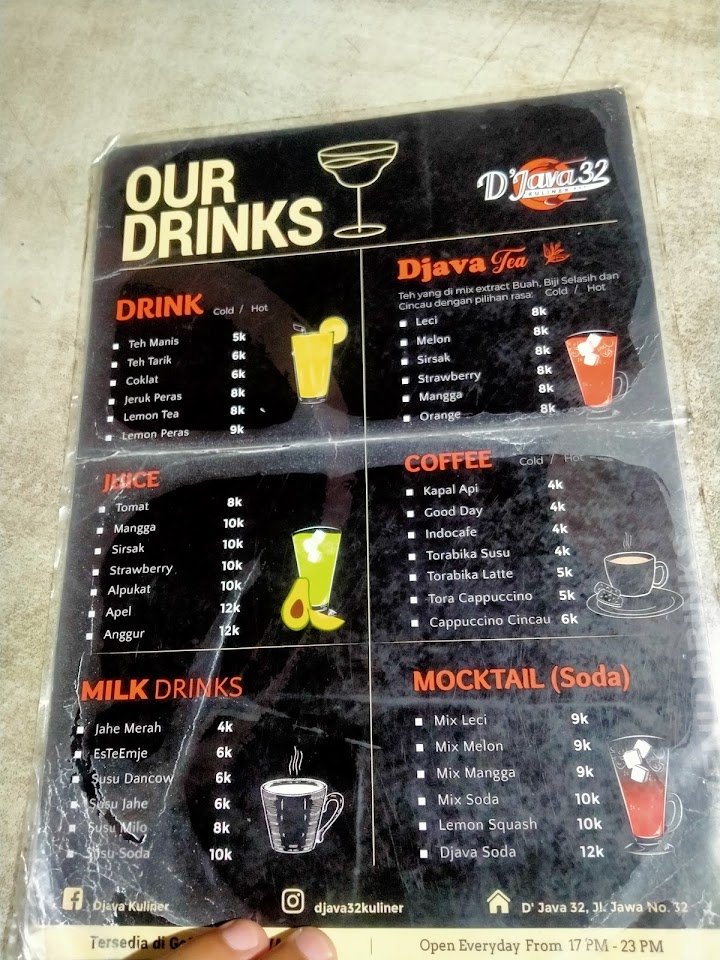 OUR
DRINKS
D'Java 32
KULINER
DRINK Cold / Hot
Teh Manis 5k
Teh Tarik 6k
Coklat 6k
Jeruk Peras 8k
Lemon Tea 8k
Lemon Peras 9k
Djava Tea
Teh yang di mix extract Buah, Biji Selasih dan
Cincau dengan pilihan rasa: Cold / Hot
Leci 8k
Melon 8k
Sirsak 8k
Strawberry 8k
Mangga 8k
Orange 8k
JUICE
Tomat 8k
Mangga 10k
Sirsak 10k
Strawberry 10k
Alpukat 10k
Apel 12k
Anggur 12k
COFFEE Cold / Hot
Kapal Api 4k
Good Day 4k
Indocafe 4k
Torabika Susu 4k
Torabika Latte 5k
Tora Cappuccino 5k
Cappuccino Cincau 6k
MILK DRINKS
Jahe Merah 4k
EsTeEmje 6k
Susu Dancow 6k
Susu Jahe 6k
Susu Milo 8k
Susu Soda 10k
MOCKTAIL (Soda)
Mix Leci 9k
Mix Melon 9k
Mix Mangga 9k
Mix Soda 10k
Lemon Squash 10k
Djava Soda 12k
Djava Kuliner
djava32kuliner
D' Java 32, Jl. Jawa No. 32
Tersedia di
Open Everyday From 17 PM - 23 PM